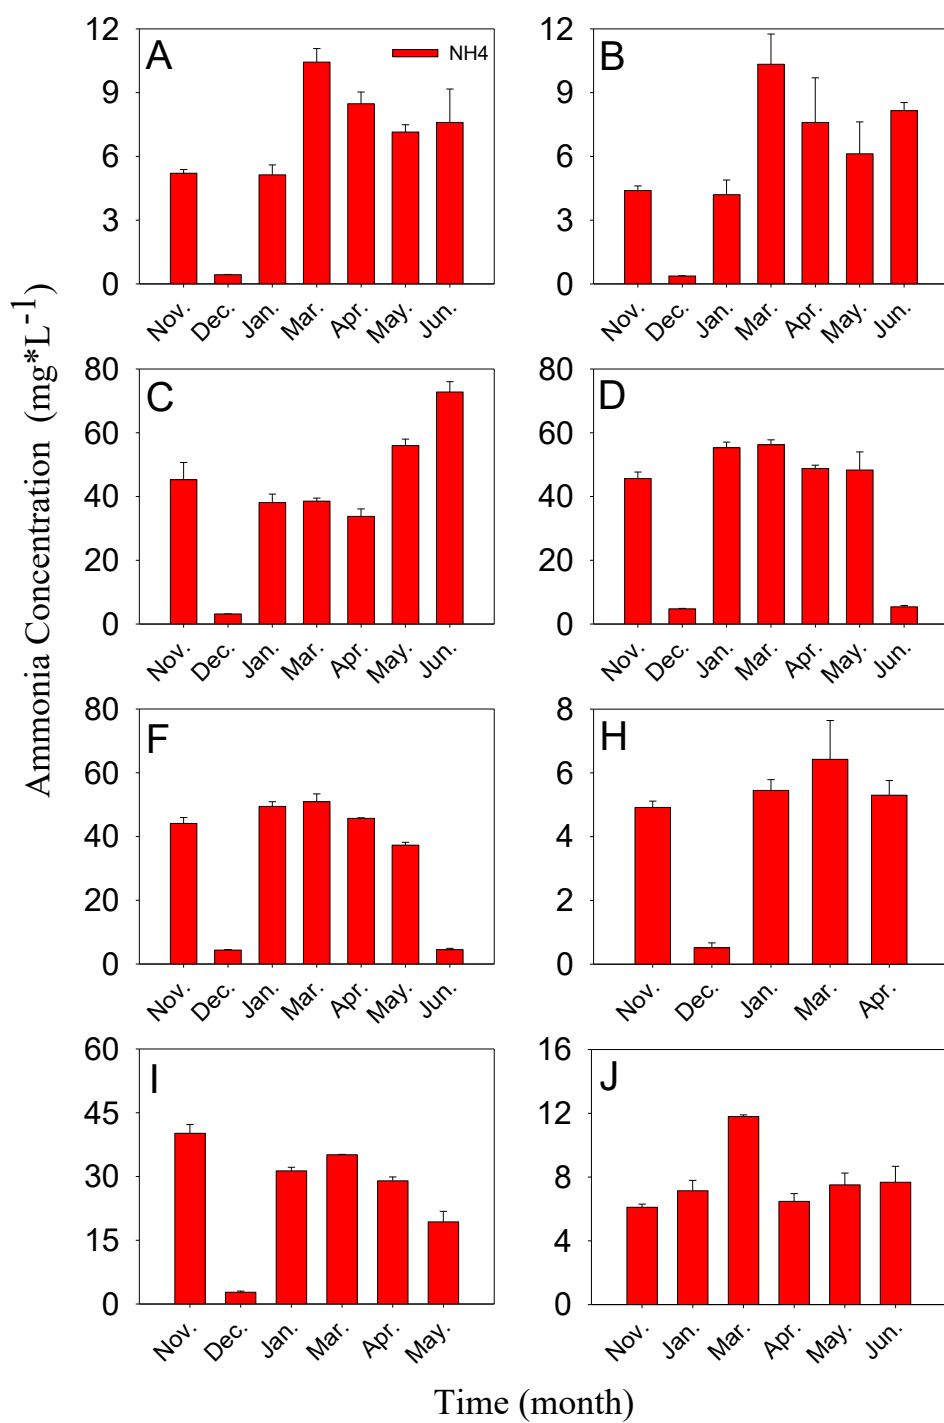 Ammonia Concentration (mg*L-1)
A
NH4
12
9
6
3
0
Nov. Dec. Jan. Mar. Apr. May. Jun.
B
12
9
6
3
0
Nov. Dec. Jan. Mar. Apr. May. Jun.
C
80
60
40
20
0
Nov. Dec. Jan. Mar. Apr. May. Jun.
D
80
60
40
20
0
Nov. Dec. Jan. Mar. Apr. May. Jun.
F
80
60
40
20
0
Nov. Dec. Jan. Mar. Apr. May. Jun.
H
8
6
4
2
0
Nov. Dec. Jan. Mar. Apr.
I
60
45
30
15
0
Nov. Dec. Jan. Mar. Apr. May.
J
16
12
8
4
0
Nov. Jan. Mar. Apr. May. Jun.
Time (month)